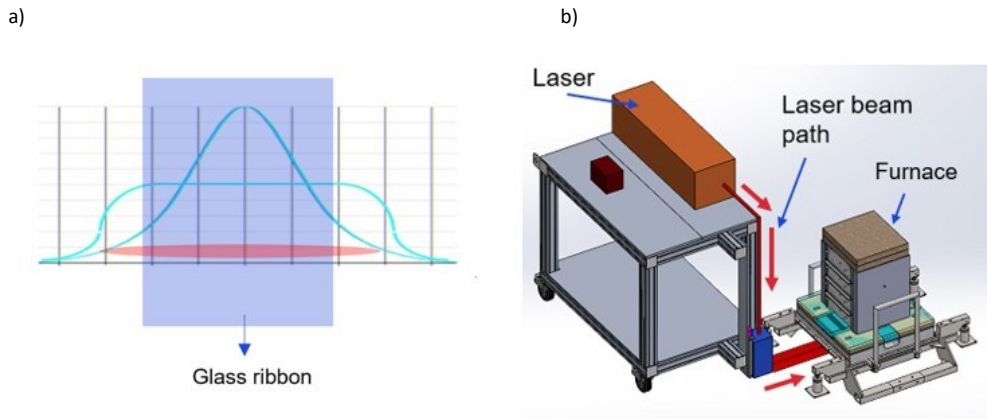 a)
b)
Glass ribbon
Laser
Laser beam
path
Furnace